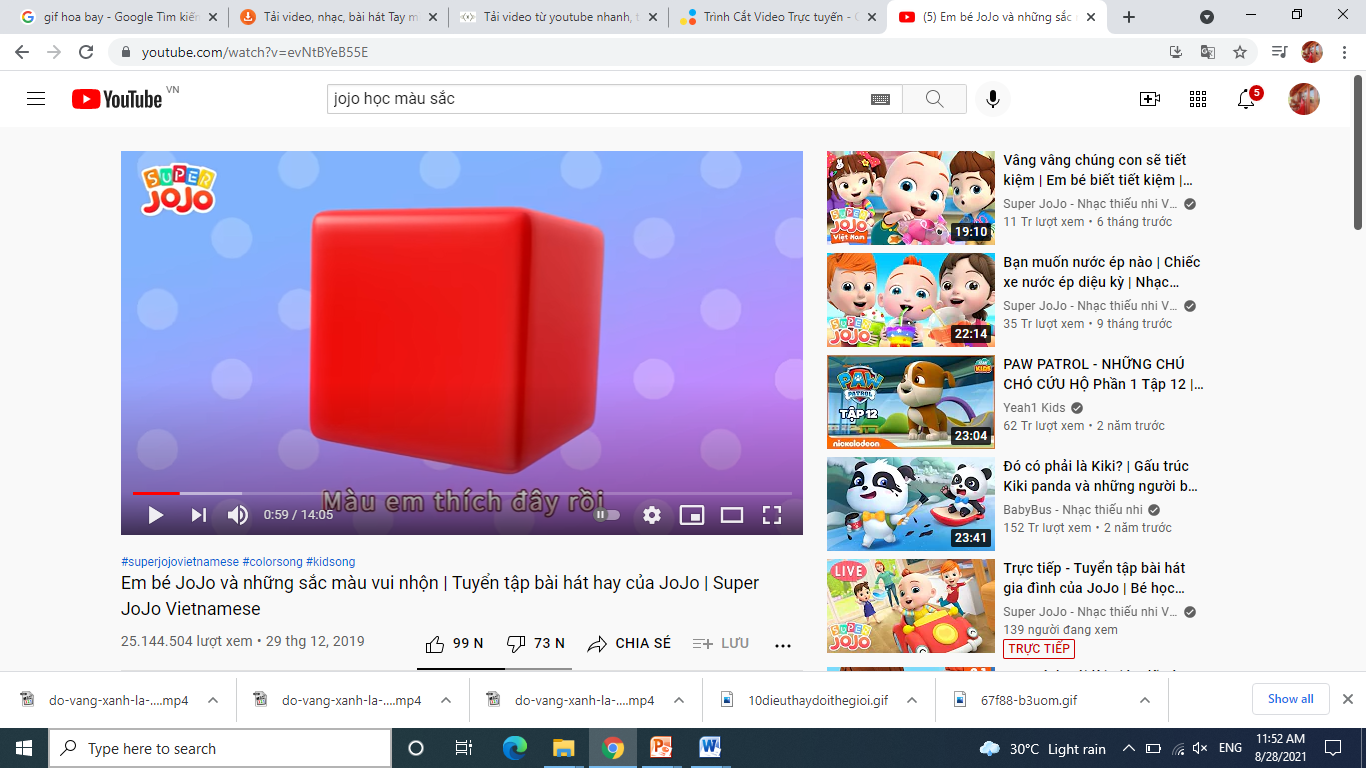 gif hoa bay - Google Tìm kiế
Tải video, nhạc, bài hát Tay m
Tải video từ youtube nhanh, t
Trình Cắt Video Trực tuyến - C
(5) Em bé JoJo và những sắc
youtube.com/watch?v=evNtBYeB55E
YouTube VN
jojo học màu sắc
5
SUPER
JOJO
Màu em thích đây rồi
0:59 / 14:05
#superjojovietnamese #colorsong #kidsong
Em bé JoJo và những sắc màu vui nhộn | Tuyển tập bài hát hay của JoJo | Super
JoJo Vietnamese
25.144.504 lượt xem • 29 thg 12, 2019
99 N
73 N
CHIA SẺ
LƯU
SUPER
JOJO
Việt Nam
19:10
Vâng vâng chúng con sẽ tiết
kiệm | Em bé biết tiết kiệm |...
Super JoJo - Nhạc thiếu nhi V...
11 Tr lượt xem • 6 tháng trước
SUPER
JOJO
22:14
Bạn muốn nước ép nào | Chiếc
xe nước ép diệu kỳ | Nhạc...
Super JoJo - Nhạc thiếu nhi V...
35 Tr lượt xem • 9 tháng trước
PAW
PATROL
TẬP 12
nickelodeon
KIDS
23:04
PAW PATROL - NHỮNG CHÚ
CHÓ CỨU HỘ Phần 1 Tập 12 |...
Yeah1 Kids
62 Tr lượt xem • 2 năm trước
23:41
Đó có phải là Kiki? | Gấu trúc
Kiki panda và những người b...
BabyBus - Nhạc thiếu nhi
152 Tr lượt xem • 2 năm trước
LIVE
SUPER
JOJO
Trực tiếp - Tuyển tập bài hát
gia đình của JoJo | Bé học...
Super JoJo - Nhạc thiếu nhi V...
139 người đang xem
TRỰC TIẾP
do-vang-xanh-la-....mp4
do-vang-xanh-la-....mp4
do-vang-xanh-la-....mp4
10dieuthaydoithegioi.gif
67f88-b3uom.gif
Show all
Type here to search
30°C Light rain
ENG
11:52 AM
8/28/2021